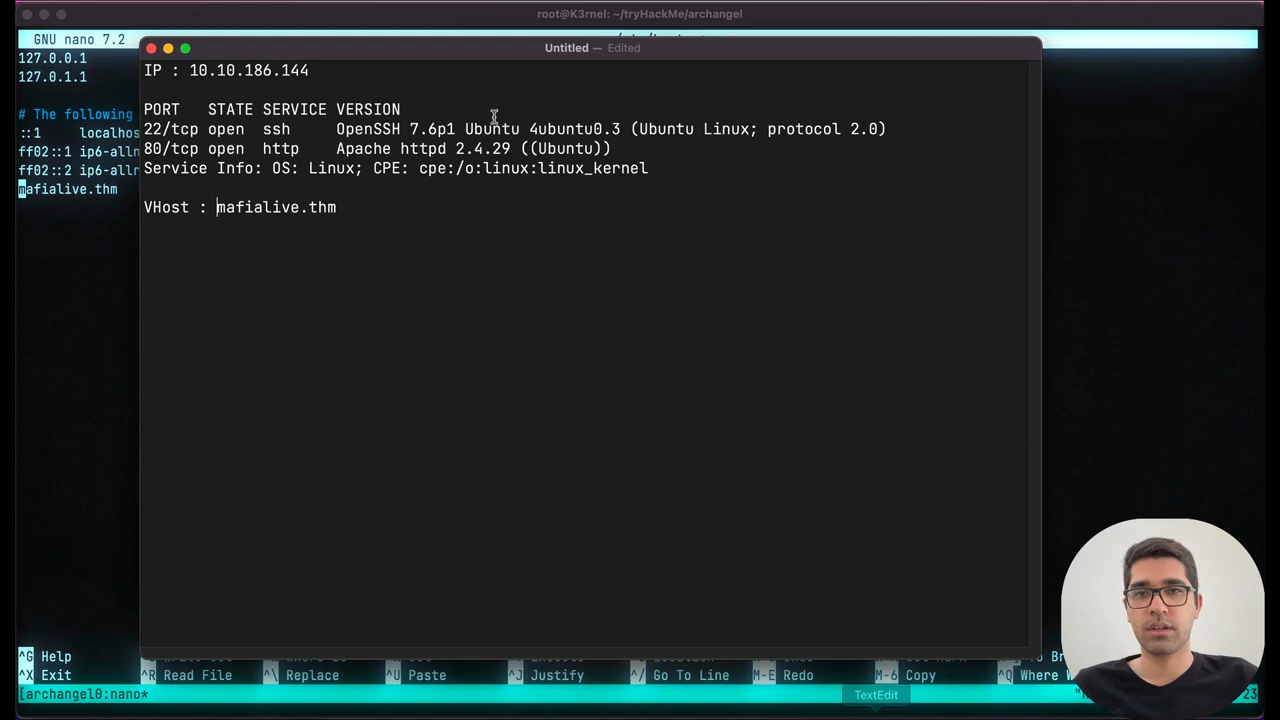 root@K3rnel: ~/tryHackMe/archangel
GNU nano 7.2
Untitled — Edited
127.0.0.1
127.0.1.1
# The following
::1 localhos
ff02::1 ip6-allr
ff02::2 ip6-allr
mafialive.thm
IP : 10.10.186.144
PORT STATE SERVICE VERSION
22/tcp open ssh OpenSSH 7.6p1 Ubuntu 4ubuntu0.3 (Ubuntu Linux; protocol 2.0)
80/tcp open http Apache httpd 2.4.29 ((Ubuntu))
Service Info: OS: Linux; CPE: cpe:/o:linux:linux_kernel
VHost : mafialive.thm
^G Help
^X Exit ^R Read File ^\ Replace ^U Paste ^J Justify ^/ Go To Line M-E Redo M-6 Copy ^Q Where W
[archangel0:nano*
TextEdit
23